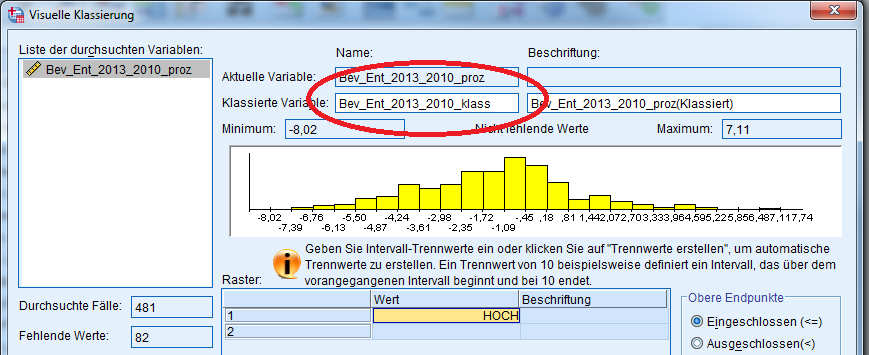 Visuelle Klassierung
Liste der durchsuchten Variablen:
Bev_Ent_2013_2010_proz
Name:
Beschriftung:
Aktuelle Variable:
Bev_Ent_2013_2010_proz
Klassierte Variable:
Bev_Ent_2013_2010_klass
Bev_Ent_2013_2010_proz(Klassiert)
Minimum:
-8,02
Nicht fehlende Werte
Maximum:
7,11
-8,02 -6,76 -5,50 -4,24 -2,98 -1,72 -,45 ,18 ,81 1,442,072,703,333,964,595,225,856,487,117,74
-7,39 -6,13 -4,87 -3,61 -2,35 -1,09
Geben Sie Intervall-Trennwerte ein oder klicken Sie auf "Trennwerte erstellen", um automatische
Trennwerte zu erstellen. Ein Trennwert von 10 beispielsweise definiert ein Intervall, das über dem
vorangegangenen Intervall beginnt und bei 10 endet.
Raster:
Wert
Beschriftung
1
HOCH
2
Durchsuchte Fälle:
481
Fehlende Werte:
82
Obere Endpunkte
Eingeschlossen (<=)
Ausgeschlossen(<)